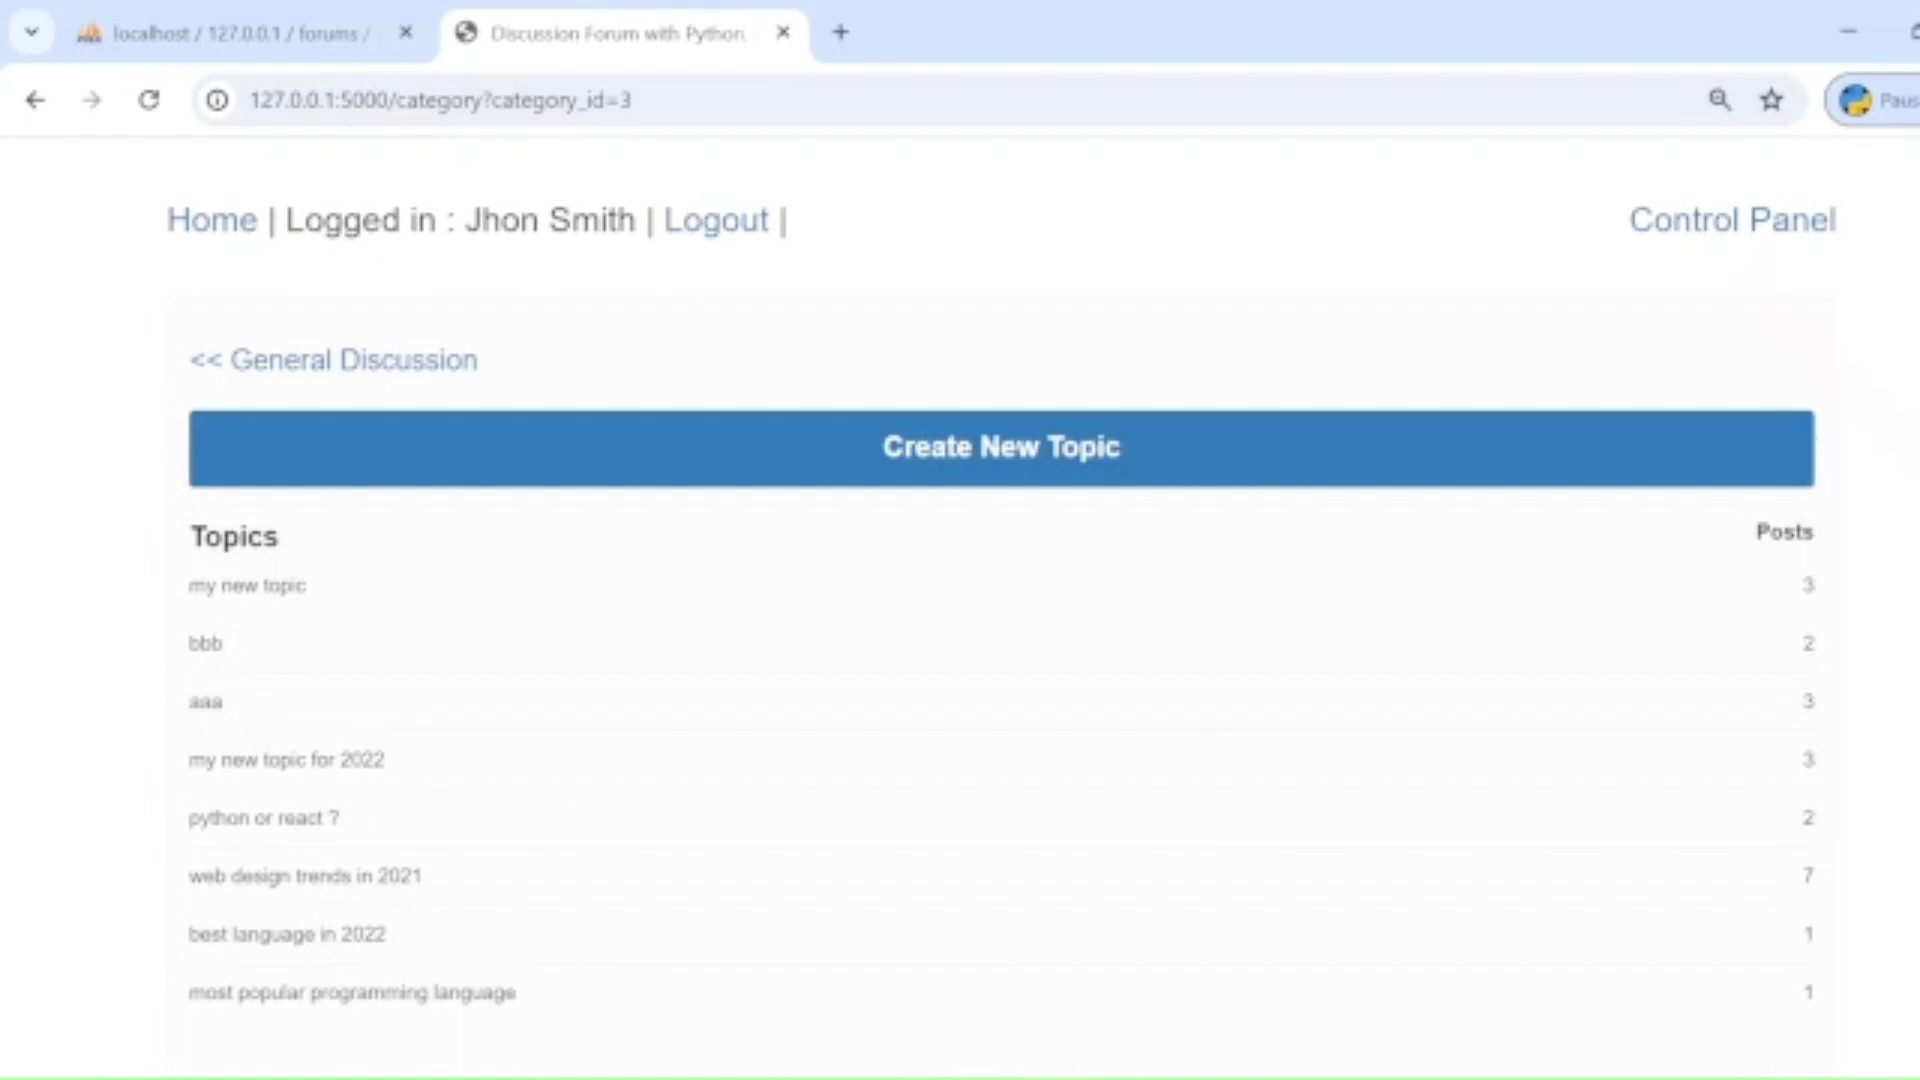 localhost / 127.0.0.1 / forums /
Discussion Forum with Python,
127.0.0.1:5000/category?category_id=3
Paus
Home | Logged in : Jhon Smith | Logout |
Control Panel
<< General Discussion
Create New Topic
Topics Posts
my new topic 3
bbb 2
aaa 3
my new topic for 2022 3
python or react ? 2
web design trends in 2021 7
best language in 2022 1
most popular programming language 1